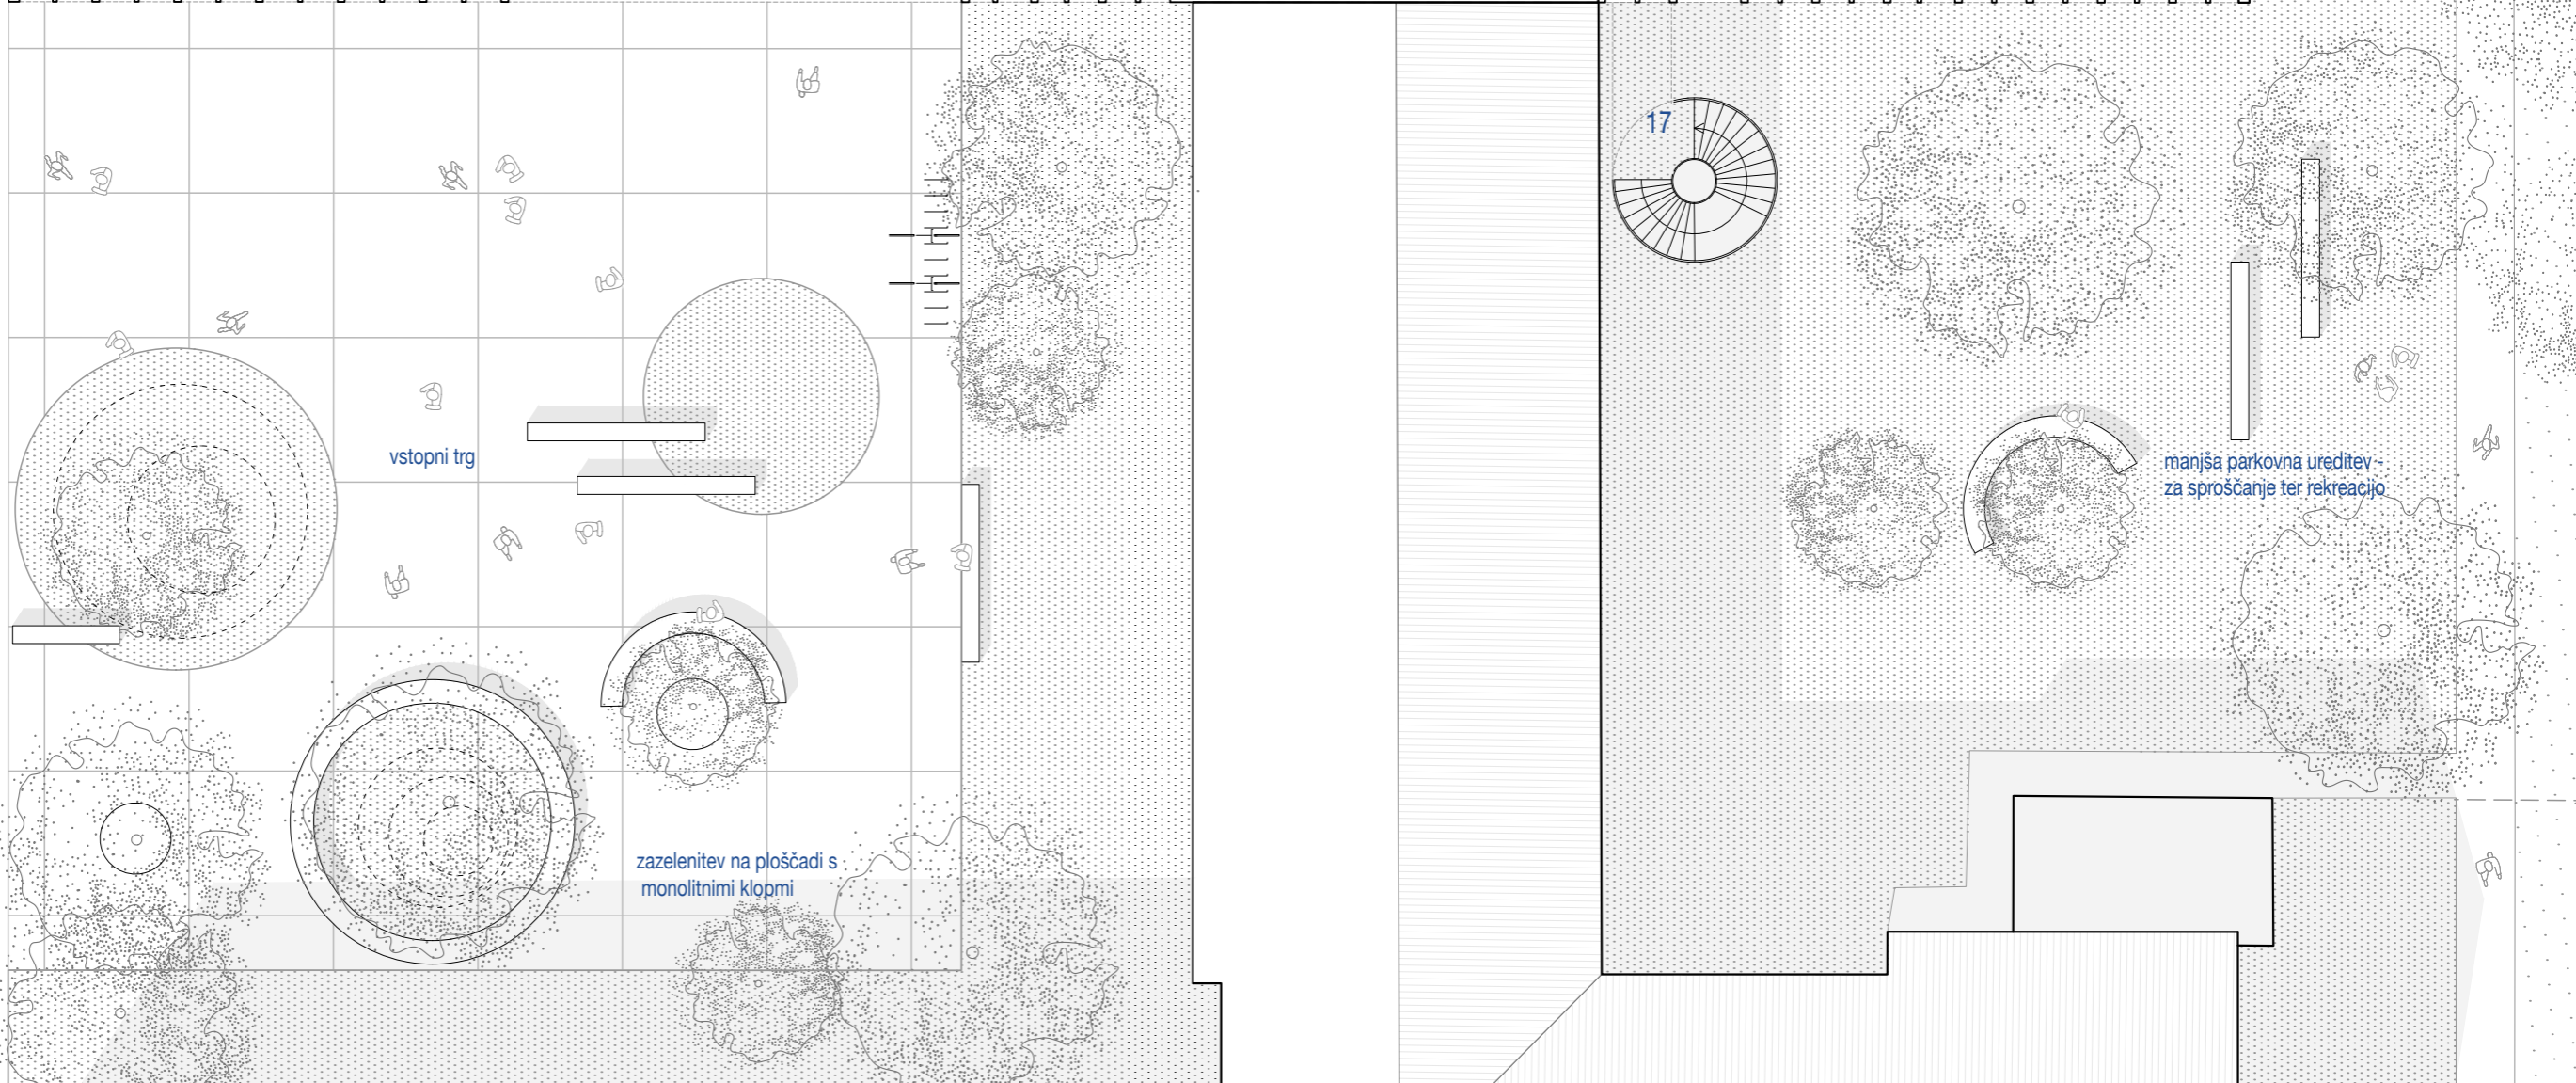 17
vstopni trg
manjša parkovna ureditev -
za sproščanje ter rekreacijo
zazelenitev na ploščadi s
monolitnimi klopmi